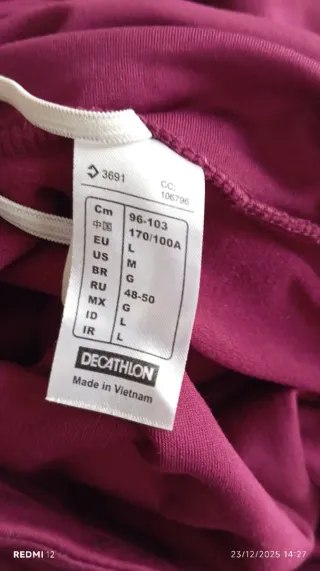 3691
CC:
106796
Cm 96-103
中国 170/100A
EU L
US M
BR G
RU 48-50
MX G
ID L
IR L
DECATHLON
Made in Vietnam
REDMI 12
23/12/2025 14:27